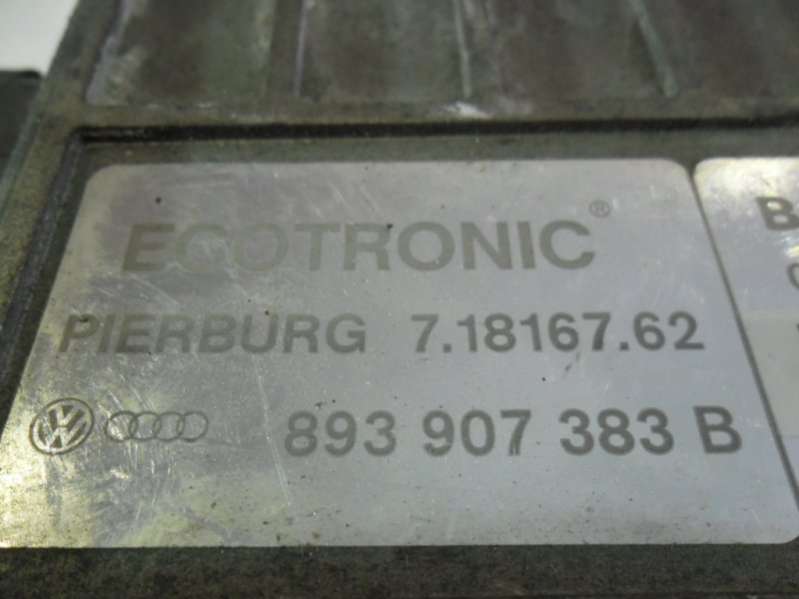 ECOTRONIC®
PIERBURG 7.18167.62
893 907 383 B